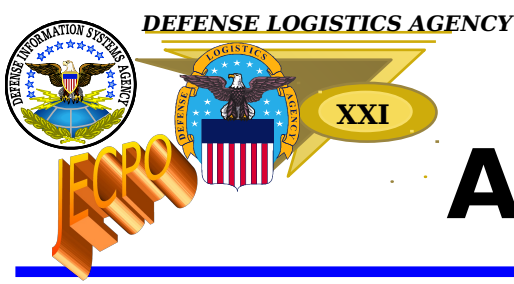 DEFENSE LOGISTICS AGENCY
DEFENSE INFORMATION SYSTEMS AGENCY
DEFENSE LOGISTICS AGENCY
XXI
JECPO
A